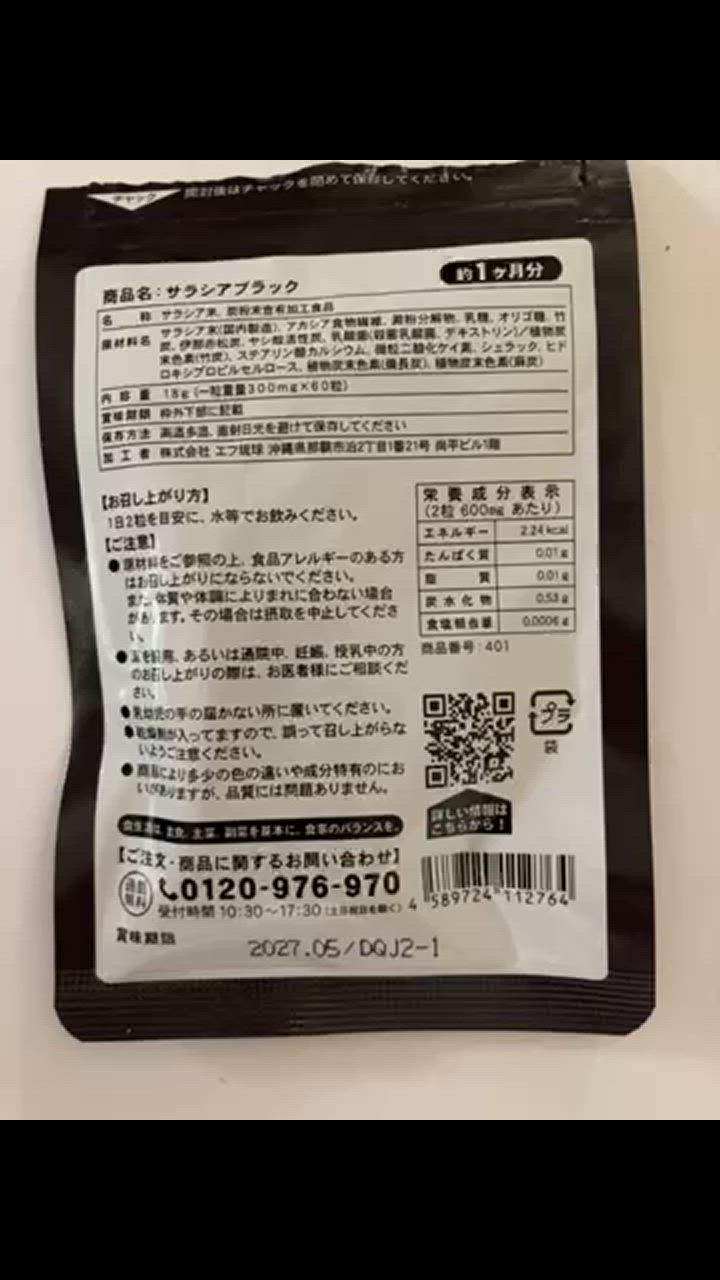 チャック
開封後はチャックを閉めて保存してください。
約1ヶ月分
商品名：サラシアブラック
名 称 サラシア末、炭粉末含有加工食品
原材料名 サラシア末(国内製造)、アカシア食物繊維、澱粉分解物、乳糖、オリゴ糖、竹
炭、伊那赤松炭、ヤシ殻活性炭、乳酸菌(殺菌乳酸菌、デキストリン)／植物炭
末色素(竹炭)、ステアリン酸カルシウム、微粒二酸化ケイ素、シェラック、ヒド
ロキシプロピルセルロース、植物炭末色素(備長炭)、植物炭末色素(麻炭)
内 容 量 18g (一粒重量300mg×60粒)
賞味期限 枠外下部に記載
保存方法 高温多湿、直射日光を避けて保存してください
加 工 者 株式会社 エフ琉球 沖縄県那覇市泊2丁目1番21号 尚平ビル1階
【お召し上がり方】
1日2粒を目安に、水等でお飲みください。
【ご注意】
●原材料をご参照の上、食品アレルギーのある方
はお召し上がりにならないでください。
また、体質や体調によりまれに合わない場合
があります。その場合は摂取を中止してくださ
い。
●薬を服用、あるいは通院中、妊娠、授乳中の方
のお召し上がりの際は、お医者様にご相談くだ
さい。
●乳幼児の手の届かない所に置いてください。
●乾燥剤が入ってますので、誤って召し上がらな
いようご注意ください。
●商品により多少の色の違いや成分特有のにお
いがありますが、品質には問題ありません。
食生活は、主食、主菜、副菜を基本に、食事のバランスを。
栄養成分表示
(2粒 600mg あたり)
エネルギー 2.24 kcal
たんぱく質 0.01 g
脂 質 0.01 g
炭水化物 0.53 g
食塩相当量 0.0006 g
商品番号：401
プラ
袋
詳しい情報は
こちらから！
【ご注文・商品に関するお問い合わせ】
通話
無料
0120-976-970
受付時間 10:30〜17:30 (土日祝日を除く)
4 589724 112764
賞味期限 2027.05/DQJ2-1